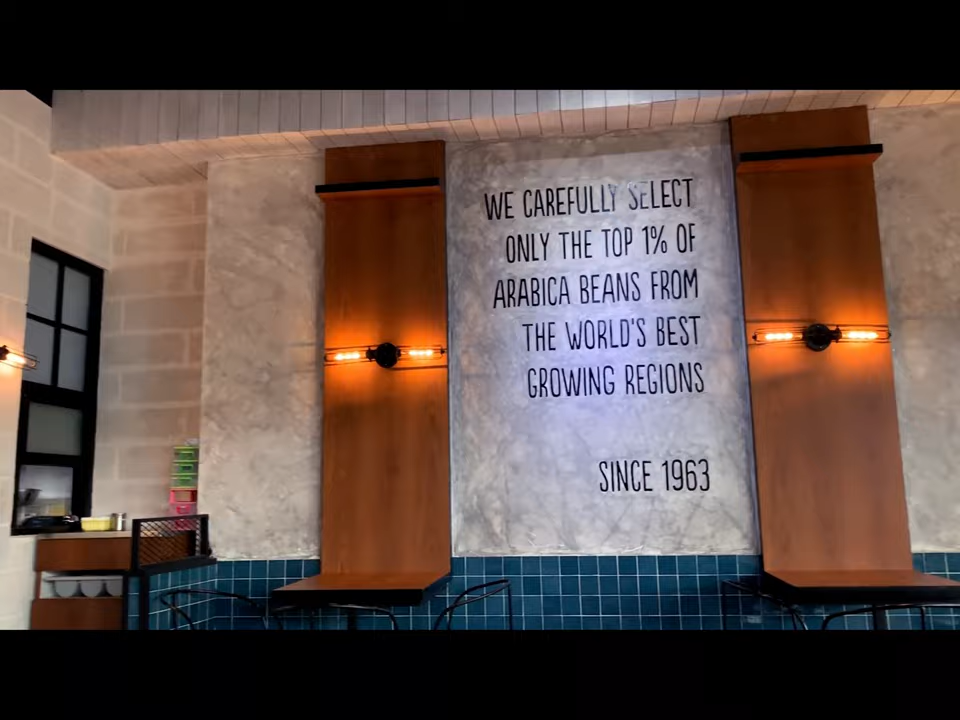 WE CAREFULLY SELECT
ONLY THE TOP 1% OF
ARABICA BEANS FROM
THE WORLD'S BEST
GROWING REGIONS
SINCE 1963